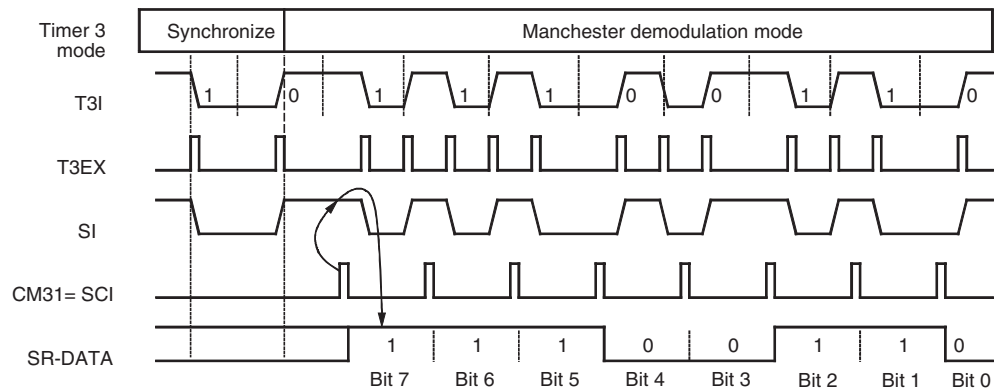 Timer 3 mode
Synchronize
Manchester demodulation mode
T3I
1 0 1 1 1 0 0 1 1 0
T3EX
SI
CM31= SCI
SR-DATA
1 1 1 0 0 1 1 0
Bit 7 Bit 6 Bit 5 Bit 4 Bit 3 Bit 2 Bit 1 Bit 0